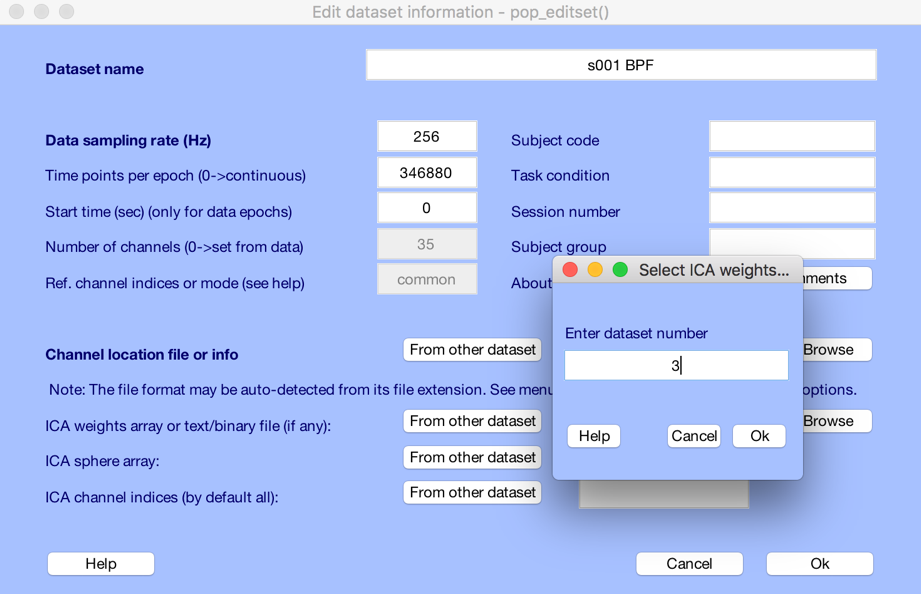 Edit dataset information - pop_editset()
Dataset name
s001 BPF
Data sampling rate (Hz)
256
Subject code
Time points per epoch (0->continuous)
346880
Task condition
Start time (sec) (only for data epochs)
0
Session number
Number of channels (0->set from data)
35
Subject group
Ref. channel indices or mode (see help)
common
About
ments
Select ICA weights...
Enter dataset number
3
Help
Cancel
Ok
Channel location file or info
From other dataset
Browse
Note: The file format may be auto-detected from its file extension. See menu
options.
ICA weights array or text/binary file (if any):
From other dataset
Browse
ICA sphere array:
From other dataset
ICA channel indices (by default all):
From other dataset
Help
Cancel
Ok